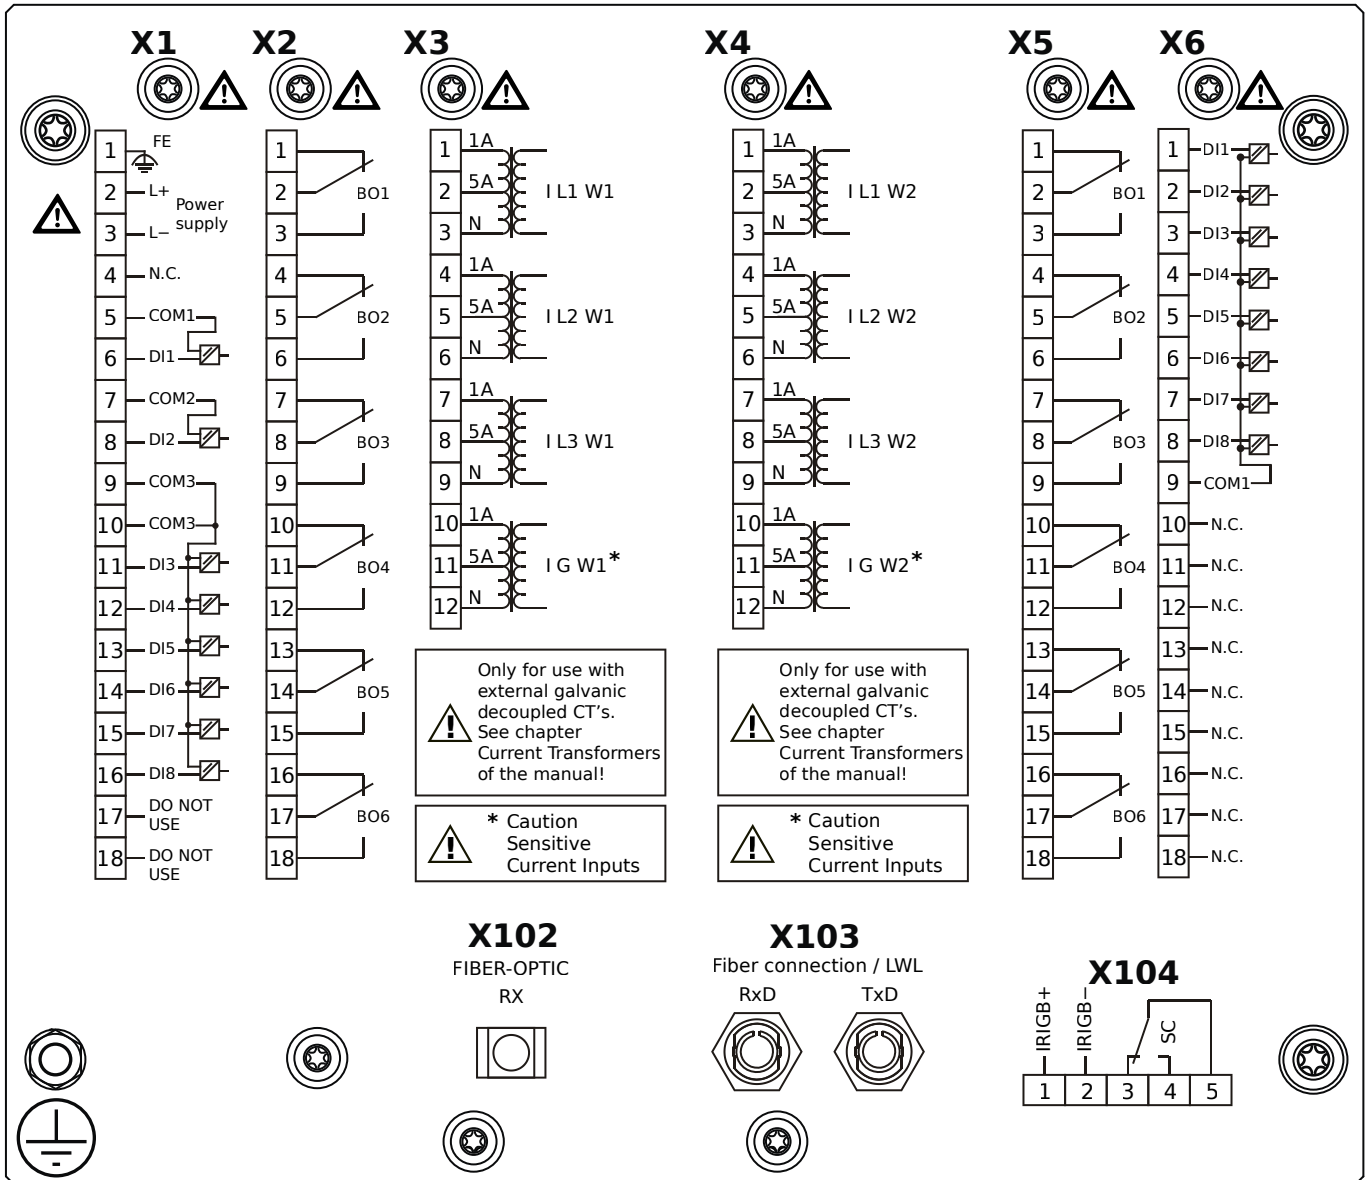 X1
X2
X3
X4
X5
X6
1 FE
2 L+
Power
supply
3 L−
4 N.C.
5 COM1
6 DI1
7 COM2
8 DI2
9 COM3
10 COM3
11 DI3
12 DI4
13 DI5
14 DI6
15 DI7
16 DI8
17 DO NOT
USE
18 DO NOT
USE
1
2 BO1
3
4
5 BO2
6
7
8 BO3
9
10
11 BO4
12
13
14 BO5
15
16
17 BO6
18
1 1A
2 5A I L1 W1
3 N
4 1A
5 5A I L2 W1
6 N
7 1A
8 5A I L3 W1
9 N
10 1A
11 5A I G W1*
12 N
Only for use with
external galvanic
decoupled CT's.
See chapter
Current Transformers
of the manual!
* Caution
Sensitive
Current Inputs
1 1A
2 5A I L1 W2
3 N
4 1A
5 5A I L2 W2
6 N
7 1A
8 5A I L3 W2
9 N
10 1A
11 5A I G W2*
12 N
Only for use with
external galvanic
decoupled CT's.
See chapter
Current Transformers
of the manual!
* Caution
Sensitive
Current Inputs
1
2 BO1
3
4
5 BO2
6
7
8 BO3
9
10
11 BO4
12
13
14 BO5
15
16
17 BO6
18
1 DI1
2 DI2
3 DI3
4 DI4
5 DI5
6 DI6
7 DI7
8 DI8
9 COM1
10 N.C.
11 N.C.
12 N.C.
13 N.C.
14 N.C.
15 N.C.
16 N.C.
17 N.C.
18 N.C.
X102
FIBER-OPTIC
RX
X103
Fiber connection / LWL
RxD TxD
X104
IRIGB+
IRIGB−
SC
1 2 3 4 5